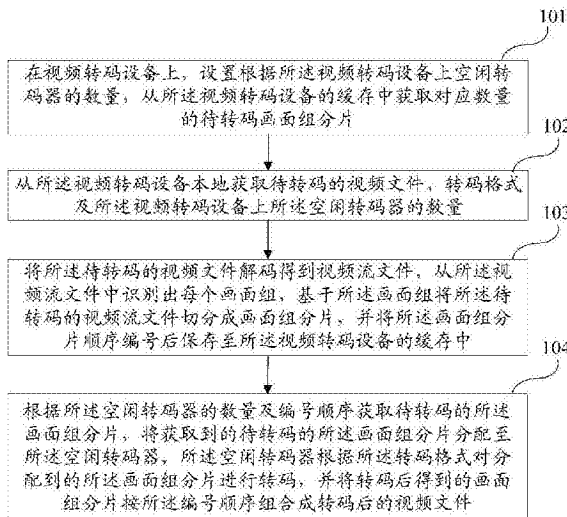 101
在视频转码设备上，设置根据所述视频转码设备上空闲转
码器的数量，从所述视频转码设备的缓存中获取对应数量
的待转码画面组分片
102
从所述视频转码设备本地获取待转码的视频文件、转码格式
及所述视频转码设备上所述空闲转码器的数量
103
将所述待转码的视频文件解码得到视频流文件，从所述视
频流文件中识别出每个画面组，基于所述画面组将所述待
转码的视频流文件切分成画面组分片，并将所述画面组分
片顺序编号后保存至所述视频转码设备的缓存中
104
根据所述空闲转码器的数量及编号顺序获取待转码的所述
画面组分片，将获取到的待转码的所述画面组分片分配至
所述空闲转码器，所述空闲转码器根据所述转码格式对分
配到的所述画面组分片进行转码，并将转码后得到的画面
组分片按所述编号顺序组合成转码后的视频文件